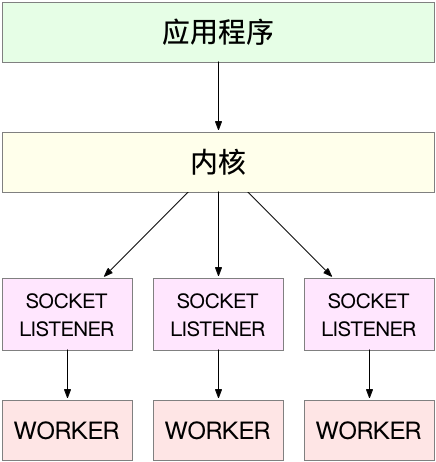 应用程序
内核
SOCKET
LISTENER
SOCKET
LISTENER
SOCKET
LISTENER
WORKER
WORKER
WORKER